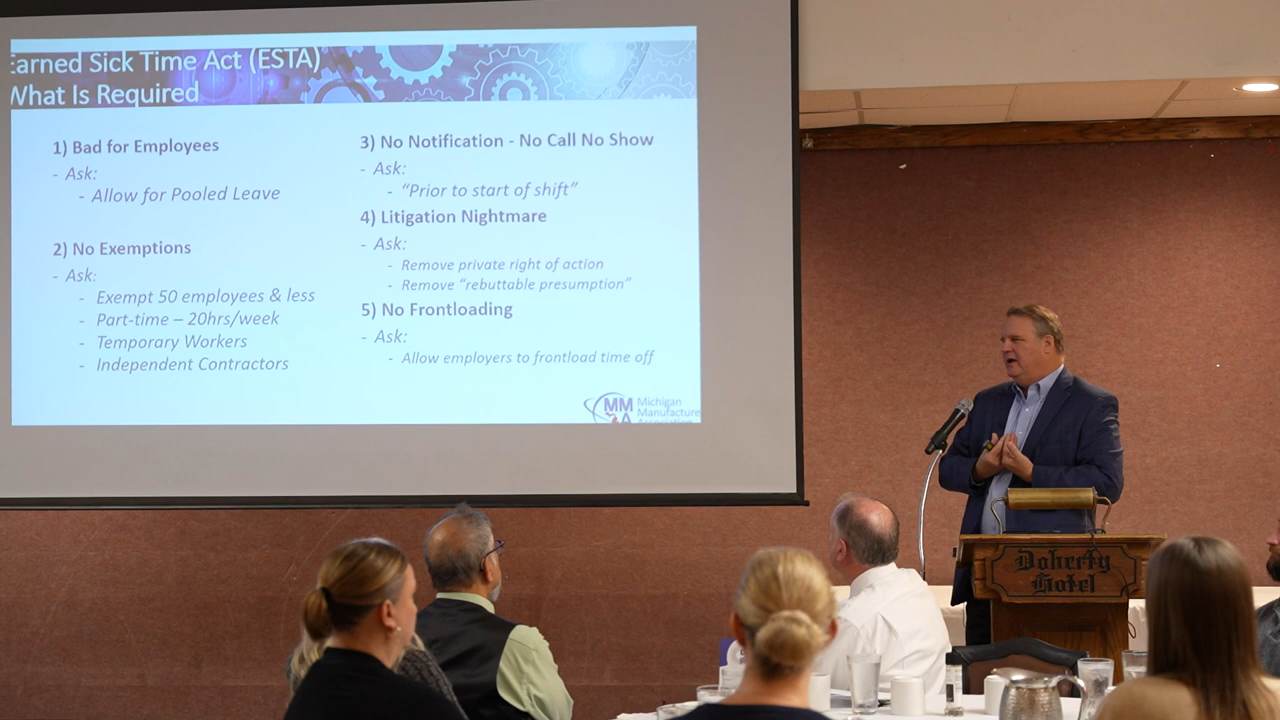 Earned Sick Time Act (ESTA)
What Is Required
1) Bad for Employees
- Ask:
- Allow for Pooled Leave
2) No Exemptions
- Ask:
- Exempt 50 employees & less
- Part-time – 20hrs/week
- Temporary Workers
- Independent Contractors
3) No Notification - No Call No Show
- Ask:
- “Prior to start of shift”
4) Litigation Nightmare
- Ask:
- Remove private right of action
- Remove “rebuttable presumption”
5) No Frontloading
- Ask:
- Allow employers to frontload time off
MMA
Michigan
Manufacture
Association
Doherty
Hotel